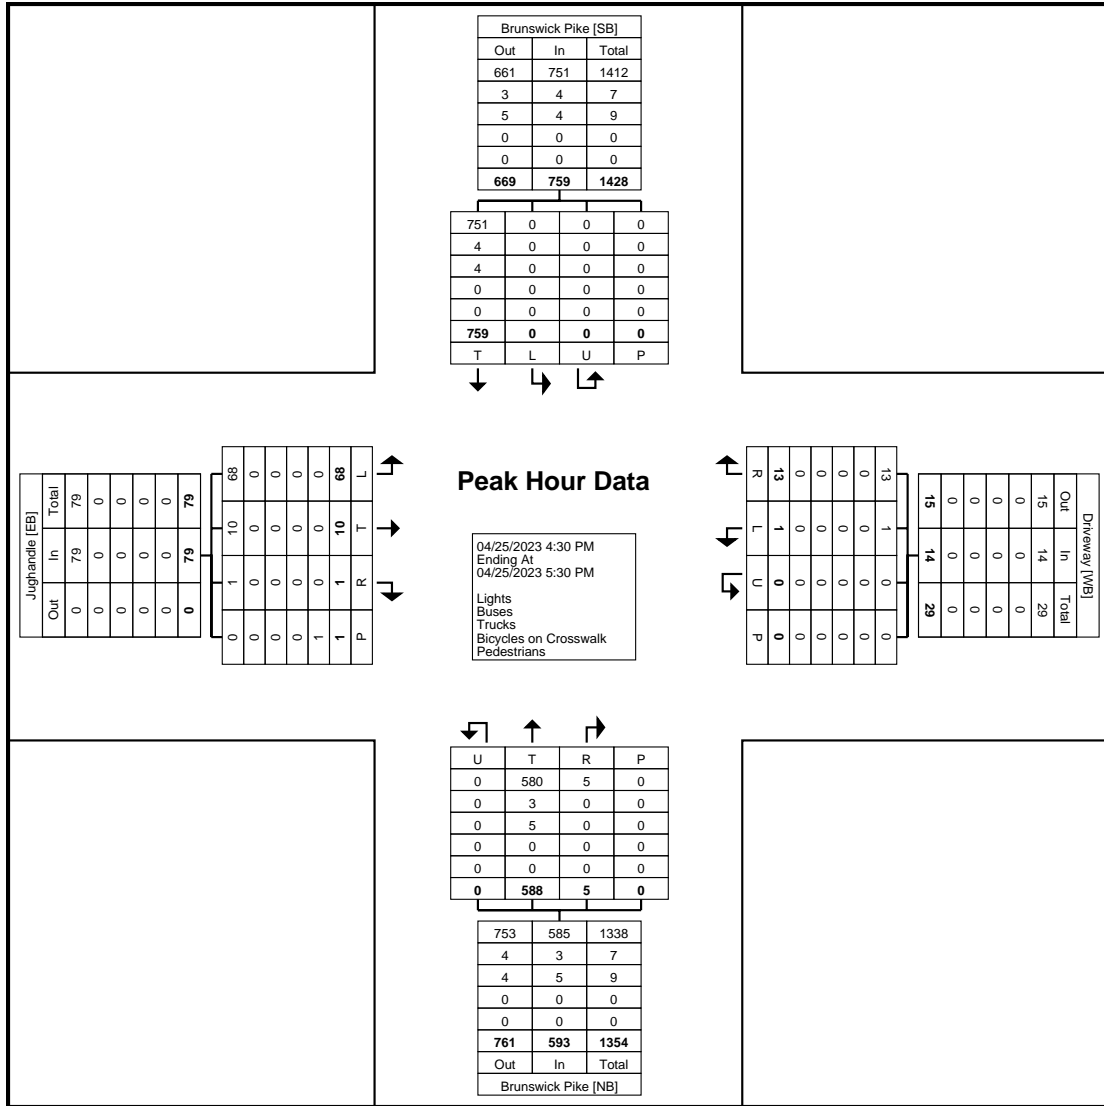 Brunswick Pike [SB]
Out In Total
661 751 1412
3 4 7
5 4 9
0 0 0
0 0 0
669 759 1428
751 0 0 0
4 0 0 0
4 0 0 0
0 0 0 0
0 0 0 0
759 0 0 0
T L U P
Jughandle [EB]
Total 79 0 0 0 0 79
In 79 0 0 0 0 79
Out 0 0 0 0 0 0
68 0 0 0 0 68 L
10 0 0 0 0 10 T
1 0 0 0 0 1 R
0 0 0 0 1 1 P
Peak Hour Data
04/25/2023 4:30 PM
Ending At
04/25/2023 5:30 PM
Lights
Buses
Trucks
Bicycles on Crosswalk
Pedestrians
R 13 0 0 0 0 13
L 1 0 0 0 0 1
U 0 0 0 0 0 0
P 0 0 0 0 0 0
15 0 0 0 0 15 Out
14 0 0 0 0 14 In
29 0 0 0 0 29 Total
Driveway [WB]
U T R P
0 580 5 0
0 3 0 0
0 5 0 0
0 0 0 0
0 0 0 0
0 588 5 0
753 585 1338
4 3 7
4 5 9
0 0 0
0 0 0
761 593 1354
Out In Total
Brunswick Pike [NB]